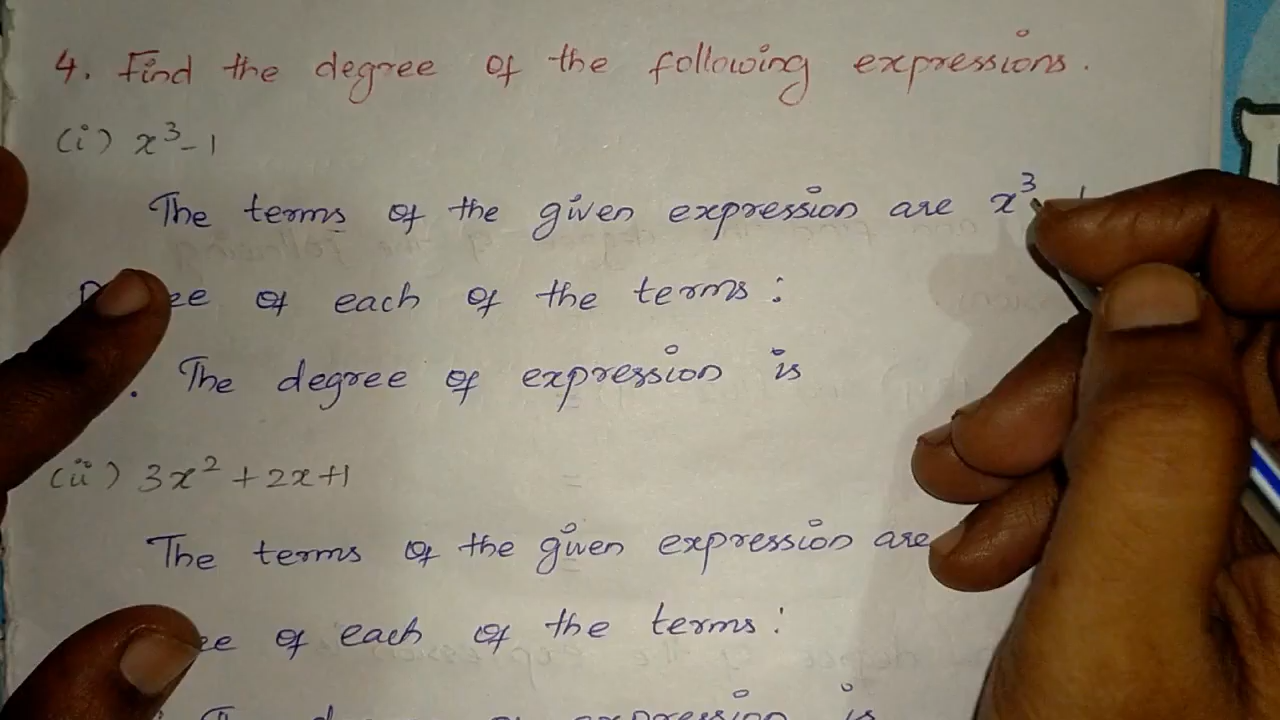 4. Find the degree of the following expressions.
(i) x³-1
The terms of the given expression are x³
of each of the terms:
. The degree of expression is
(ii) 3x² + 2x + 1
The terms of the given expression are
of each of the terms:
expression is